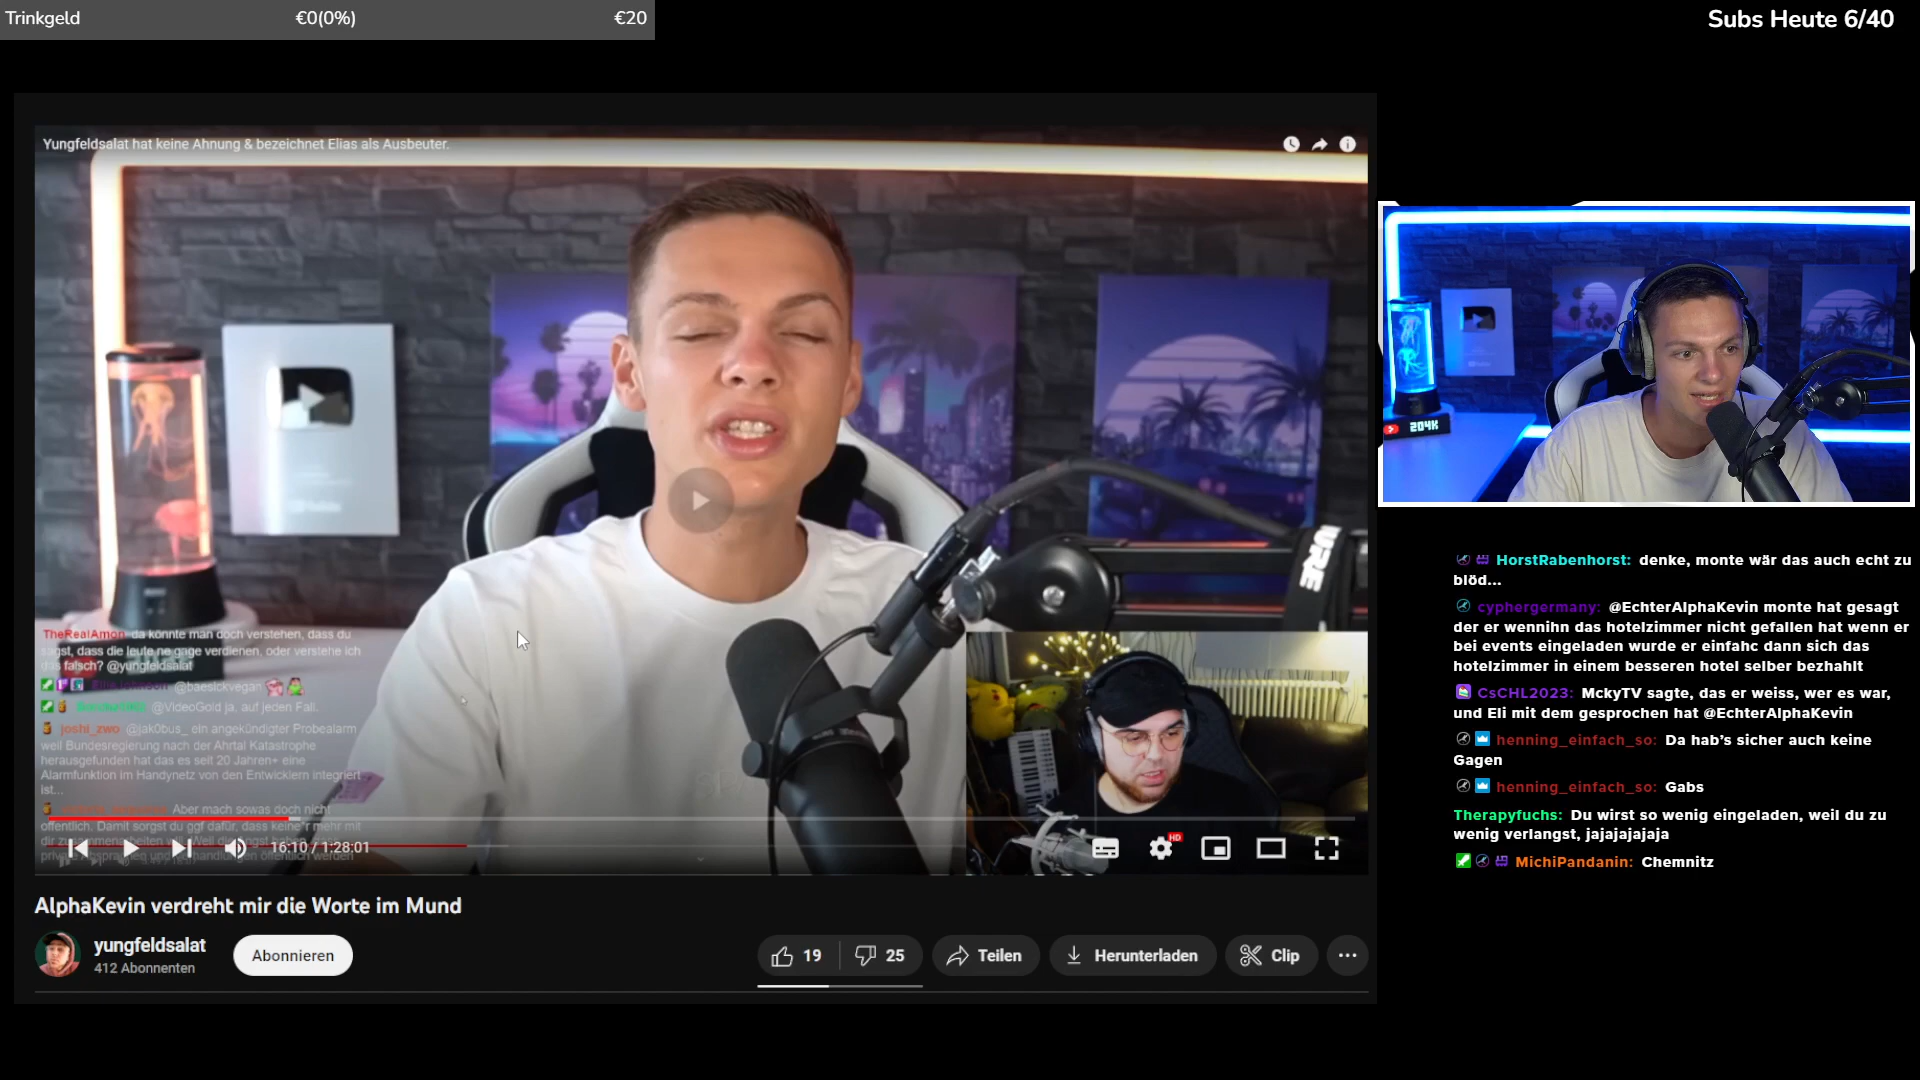 Trinkgeld €0(0%) €20
Subs Heute 6/40
Yungfeldsalat hat keine Ahnung & bezeichnet Elias als Ausbeuter.
204K
TheRealAmon da könnte man doch verstehen, dass du
sagst, dass die leute ne gage verdienen, oder verstehe ich
das falsch? @yungfeldsalat
@baesickvegan
@VideoGold ja, auf jeden Fall.
joshi_zwo @jak0bus_ ein angekündigter Probealarm
weil Bundesregierung nach der Ahrtal Katastrophe
herausgefunden hat das es seit 20 Jahren+ eine
Alarmfunktion im Handynetz von den Entwicklern integriert
ist...
Aber mach sowas doch nicht
öffentlich. Damit sorgst du ggf dafür, dass keine*r mehr mit
dir
öffentlich werden
16:10 / 1:28:01
HD
AlphaKevin verdreht mir die Worte im Mund
yungfeldsalat
412 Abonnenten
Abonnieren
19
25
Teilen
Herunterladen
Clip
HorstRabenhorst: denke, monte wär das auch echt zu
blöd...
cyphergermany: @EchterAlphaKevin monte hat gesagt
der er wennihn das hotelzimmer nicht gefallen hat wenn er
bei events eingeladen wurde er einfahc dann sich das
hotelzimmer in einem besseren hotel selber bezhahlt
CsCHL2023: MckyTV sagte, das er weiss, wer es war,
und Eli mit dem gesprochen hat @EchterAlphaKevin
henning_einfach_so: Da hab's sicher auch keine
Gagen
henning_einfach_so: Gabs
Therapyfuchs: Du wirst so wenig eingeladen, weil du zu
wenig verlangst, jajajajajaja
MichiPandanin: Chemnitz